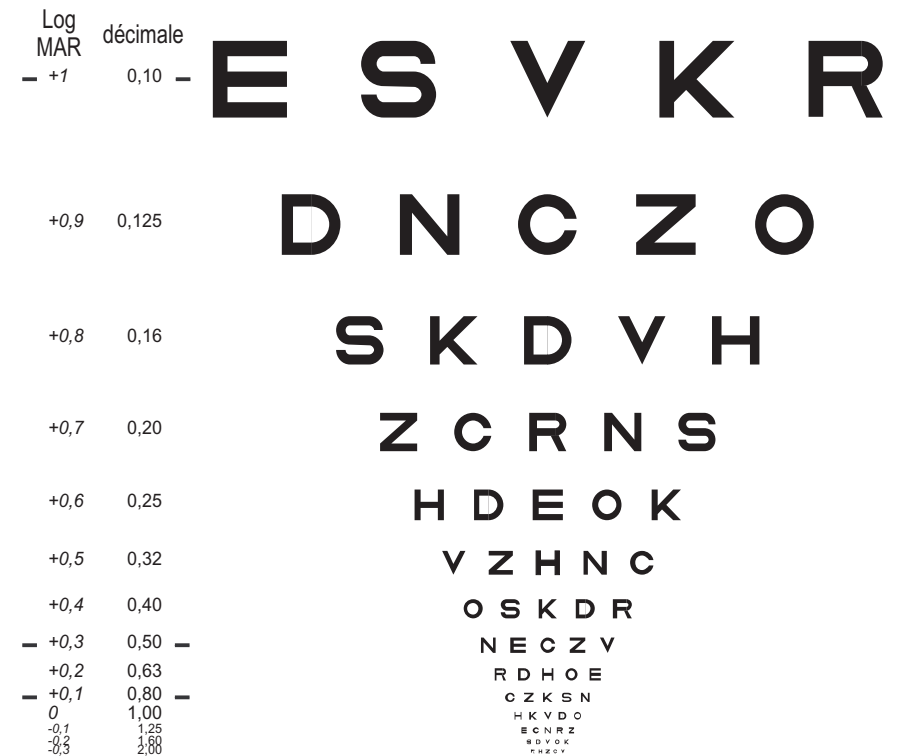 Log MAR décimale
+1 0,10 E S V K R
+0,9 0,125 D N C Z O
+0,8 0,16 S K D V H
+0,7 0,20 Z C R N S
+0,6 0,25 H D E O K
+0,5 0,32 V Z H N C
+0,4 0,40 O S K D R
+0,3 0,50 N E C Z V
+0,2 0,63 R D H O E
+0,1 0,80 C Z K S N
0 1,00 H K V D O
-0,1 1,25 E C N R Z
-0,2 1,60 S D V O K
-0,3 2,00